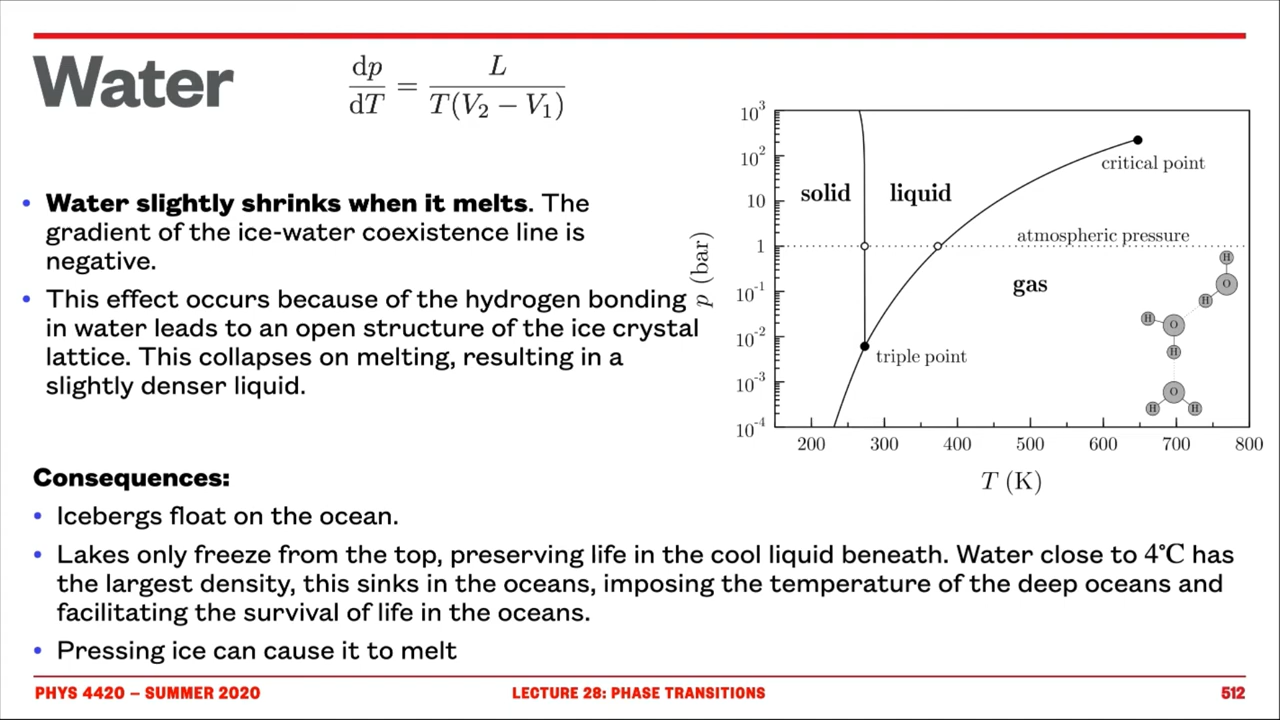 Water
dp/dT = L/T(V₂ − V₁)
• Water slightly shrinks when it melts. The
gradient of the ice-water coexistence line is
negative.
• This effect occurs because of the hydrogen bonding
in water leads to an open structure of the ice crystal
lattice. This collapses on melting, resulting in a
slightly denser liquid.
p (bar)
10³
10²
10
1
10⁻¹
10⁻²
10⁻³
10⁻⁴
solid
liquid
gas
critical point
atmospheric pressure
triple point
H
O
H
H
O
H
O
H
H
200 300 400 500 600 700 800
T (K)
Consequences:
• Icebergs float on the ocean.
• Lakes only freeze from the top, preserving life in the cool liquid beneath. Water close to 4°C has
the largest density, this sinks in the oceans, imposing the temperature of the deep oceans and
facilitating the survival of life in the oceans.
• Pressing ice can cause it to melt
PHYS 4420 – SUMMER 2020
LECTURE 28: PHASE TRANSITIONS
512